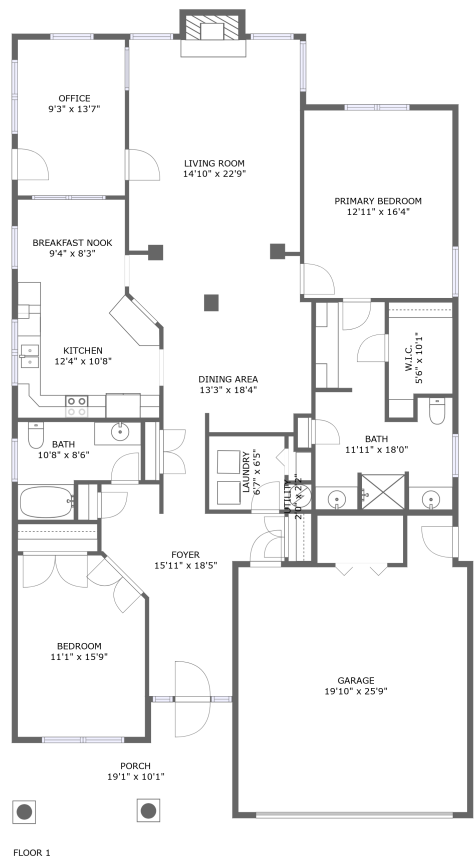 OFFICE
9'3" x 13'7"
LIVING ROOM
14'10" x 22'9"
PRIMARY BEDROOM
12'11" x 16'4"
BREAKFAST NOOK
9'4" x 8'3"
KITCHEN
12'4" x 10'8"
W.I.C.
5'6" x 10'1"
DINING AREA
13'3" x 18'4"
BATH
10'8" x 8'6"
BATH
11'11" x 18'0"
LAUNDRY
6'7" x 6'5"
UTILITY
2'0" x 2'2"
FOYER
15'11" x 18'5"
BEDROOM
11'1" x 15'9"
GARAGE
19'10" x 25'9"
PORCH
19'1" x 10'1"
FLOOR 1